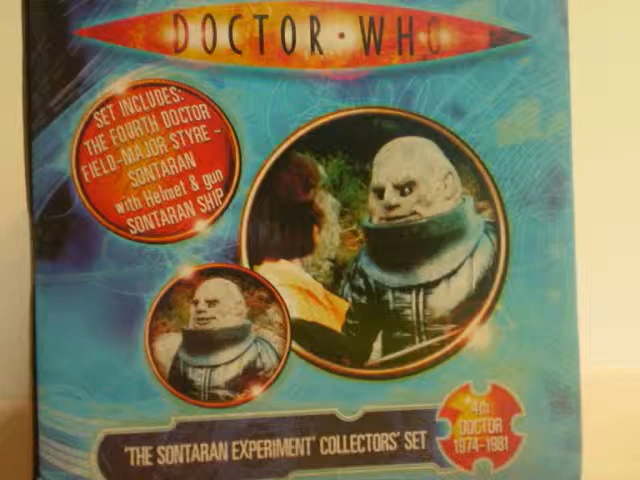 DOCTOR · WHO
SET INCLUDES:
THE FOURTH DOCTOR
FIELD-MAJOR STYRE -
SONTARAN
with Helmet & gun
SONTARAN SHIP
'THE SONTARAN EXPERIMENT' COLLECTORS' SET
4th
DOCTOR
1974-1981